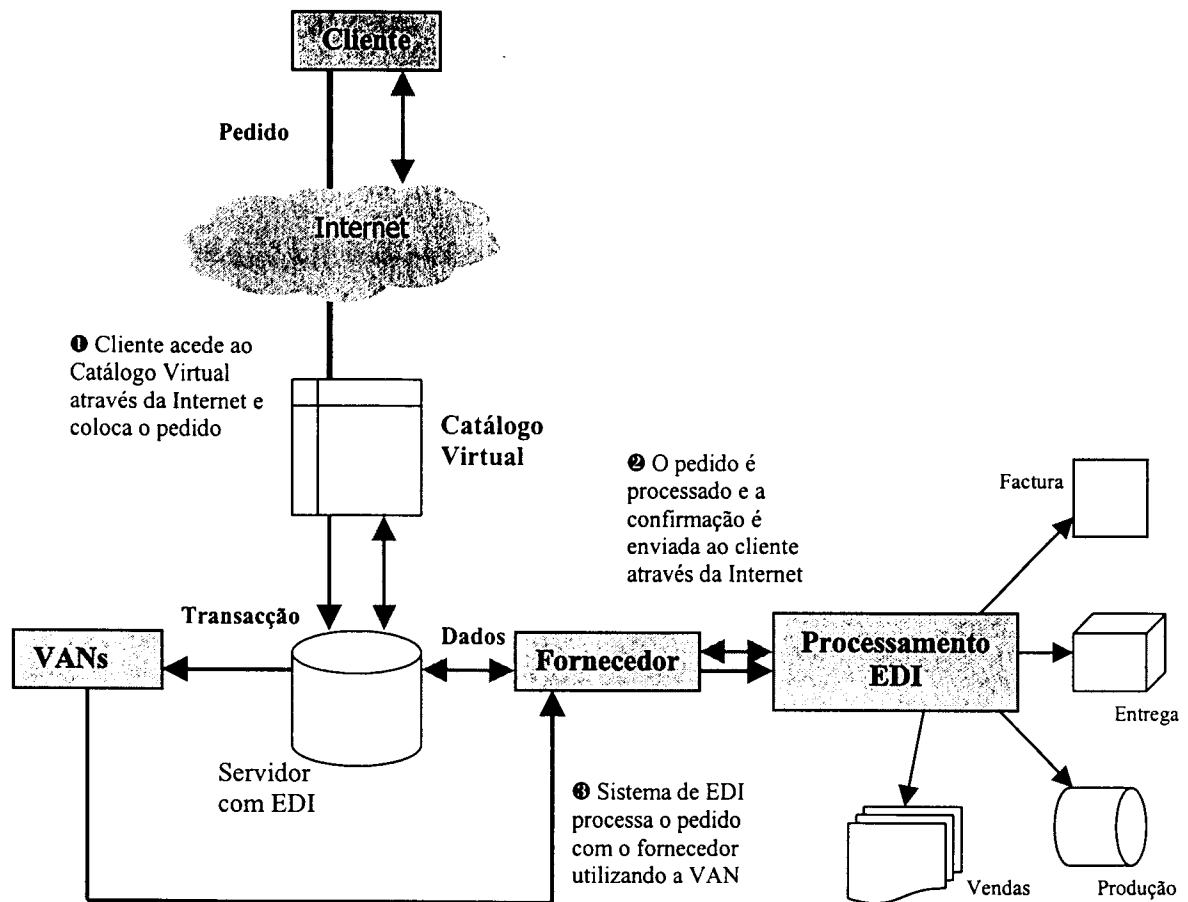 Cliente
Pedido
Internet
❶ Cliente acede ao
Catálogo Virtual
através da Internet e
coloca o pedido
Catálogo
Virtual
❷ O pedido é
processado e a
confirmação é
enviada ao cliente
através da Internet
Factura
Transacção
VANs
Dados
Fornecedor
Processamento
EDI
Entrega
Servidor
com EDI
❸ Sistema de EDI
processa o pedido
com o fornecedor
utilizando a VAN
Vendas
Produção